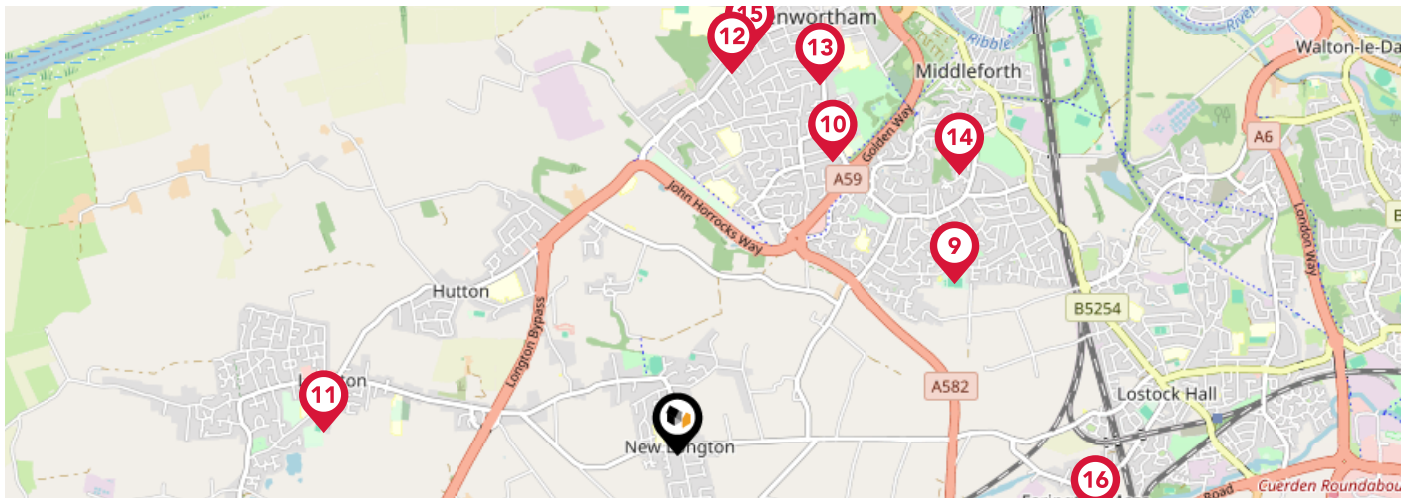 15
enwortham
12
13
River
Ribble
Walton-le-Da
Middleforth
10
Golden Way
14
A6
A59
John Horrocks Way
London Way
B
9
Hutton
Longton Bypass
B5254
11
A582
Lostock Hall
New Longton
16
Road
Cuerden Roundabou